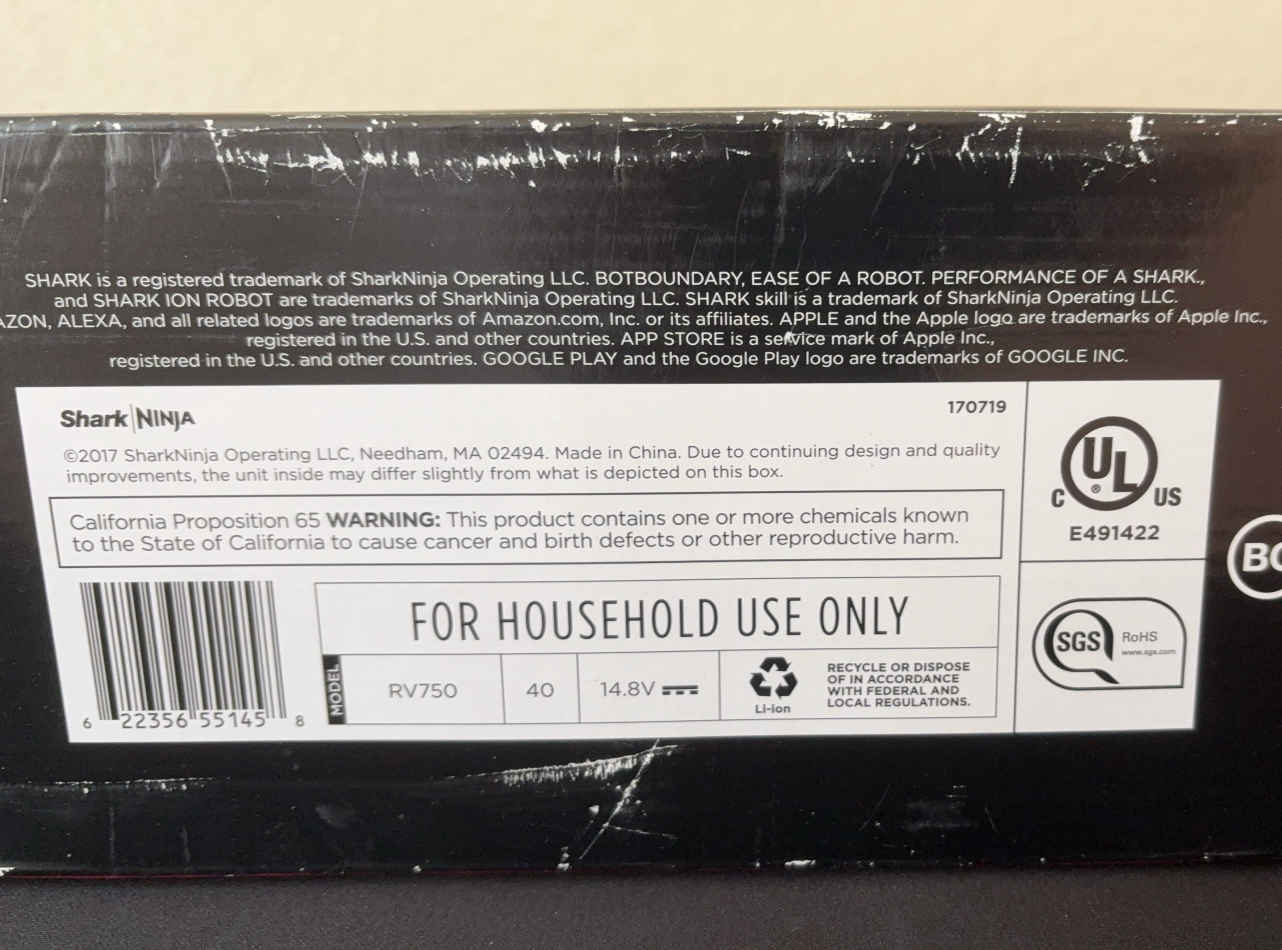 SHARK is a registered trademark of SharkNinja Operating LLC. BOTBOUNDARY, EASE OF A ROBOT. PERFORMANCE OF A SHARK.,
and SHARK ION ROBOT are trademarks of SharkNinja Operating LLC. SHARK skill is a trademark of SharkNinja Operating LLC.
AZON, ALEXA, and all related logos are trademarks of Amazon.com, Inc. or its affiliates. APPLE and the Apple logo are trademarks of Apple Inc.,
registered in the U.S. and other countries. APP STORE is a service mark of Apple Inc.,
registered in the U.S. and other countries. GOOGLE PLAY and the Google Play logo are trademarks of GOOGLE INC.
Shark NINJA
170719
©2017 SharkNinja Operating LLC, Needham, MA 02494. Made in China. Due to continuing design and quality
improvements, the unit inside may differ slightly from what is depicted on this box.
California Proposition 65 WARNING: This product contains one or more chemicals known
to the State of California to cause cancer and birth defects or other reproductive harm.
6 22356 55145 8
FOR HOUSEHOLD USE ONLY
MODEL
RV750
40
14.8V
Li-ion
RECYCLE OR DISPOSE
OF IN ACCORDANCE
WITH FEDERAL AND
LOCAL REGULATIONS.
C UL ® US
E491422
SGS
RoHS
www.sgs.com
BO